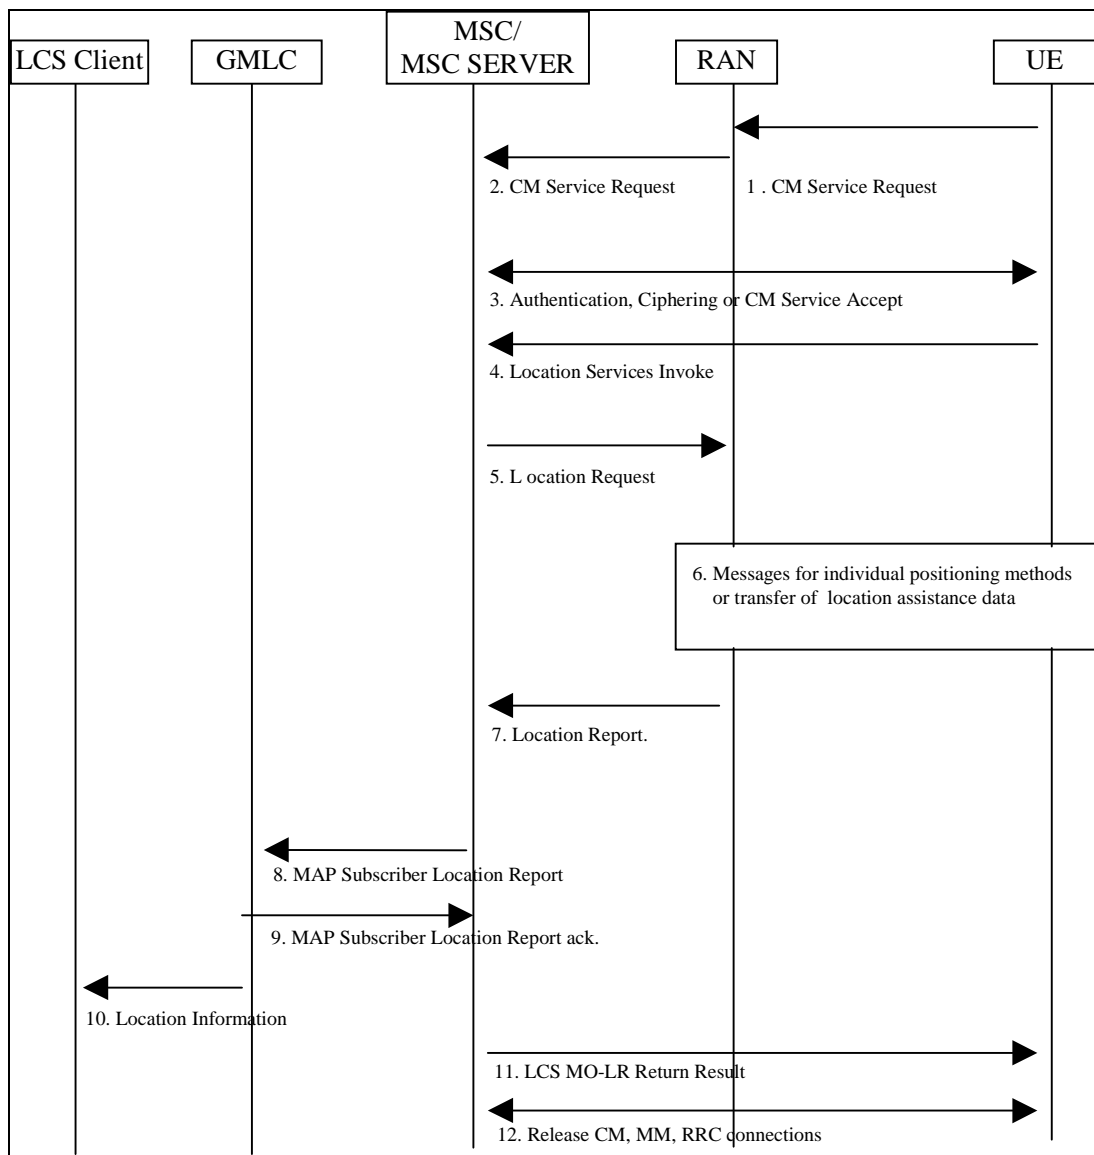 LCS Client
GMLC
MSC/
MSC SERVER
RAN
UE
2. CM Service Request
1 . CM Service Request
3. Authentication, Ciphering or CM Service Accept
4. Location Services Invoke
5. L ocation Request
6. Messages for individual positioning methods
or transfer of location assistance data
7. Location Report.
8. MAP Subscriber Location Report
9. MAP Subscriber Location Report ack.
10. Location Information
11. LCS MO-LR Return Result
12. Release CM, MM, RRC connections